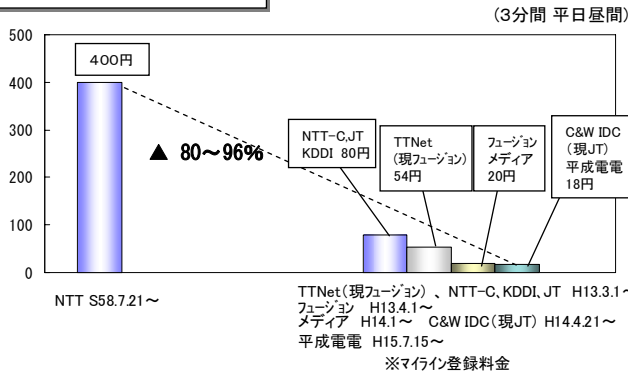 (3分間 平日昼間)
500
400
300
200
100
0
400円
▲ 80～96%
NTT-C,JT
KDDI 80円
TTNet
(現フュージョン)
54円
フュージョン
メディア
20円
C&W IDC
(現JT)
平成電電
18円
NTT S58.7.21～
TTNet(現フュージョン) 、NTT-C、KDDI、JT H13.3.1～
フュージョン H13.4.1～
メディア H14.1～ C&W IDC(現JT) H14.4.21～
平成電電 H15.7.15～
※マイライン登録料金